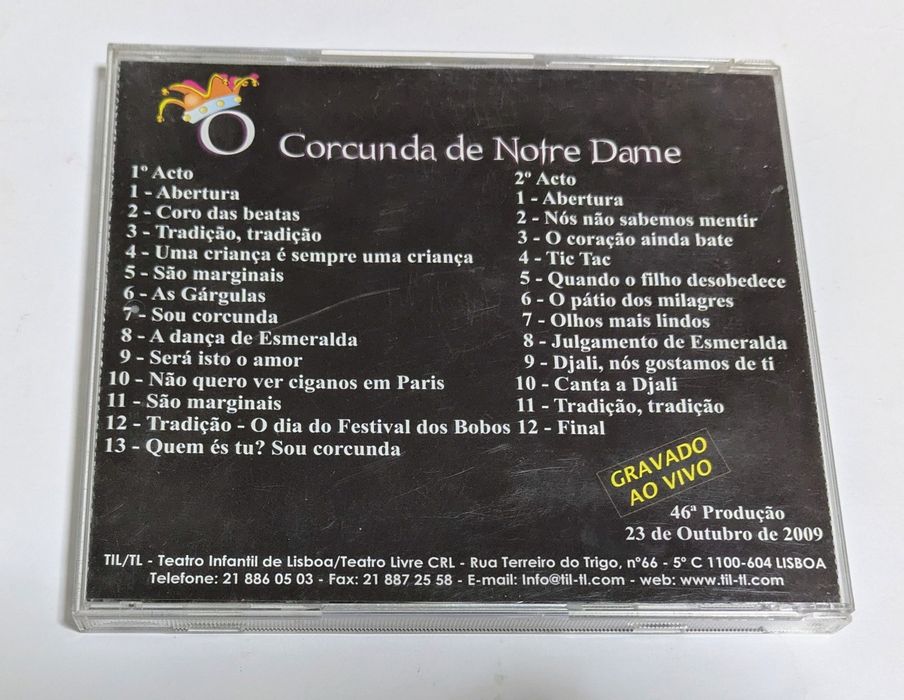 O Corcunda de Notre Dame
1º Acto
1 - Abertura
2 - Coro das beatas
3 - Tradição, tradição
4 - Uma criança é sempre uma criança
5 - São marginais
6 - As Gárgulas
7 - Sou corcunda
8 - A dança de Esmeralda
9 - Será isto o amor
10 - Não quero ver ciganos em Paris
11 - São marginais
12 - Tradição - O dia do Festival dos Bobos
13 - Quem és tu? Sou corcunda
2º Acto
1 - Abertura
2 - Nós não sabemos mentir
3 - O coração ainda bate
4 - Tic Tac
5 - Quando o filho desobedece
6 - O pátio dos milagres
7 - Olhos mais lindos
8 - Julgamento de Esmeralda
9 - Djali, nós gostamos de ti
10 - Canta a Djali
11 - Tradição, tradição
12 - Final
GRAVADO
AO VIVO
46ª Produção
23 de Outubro de 2009
TIL/TL - Teatro Infantil de Lisboa/Teatro Livre CRL - Rua Terreiro do Trigo, nº66 - 5º C 1100-604 LISBOA
Telefone: 21 886 05 03 - Fax: 21 887 25 58 - E-mail: Info@til-tl.com - web: www.til-tl.com